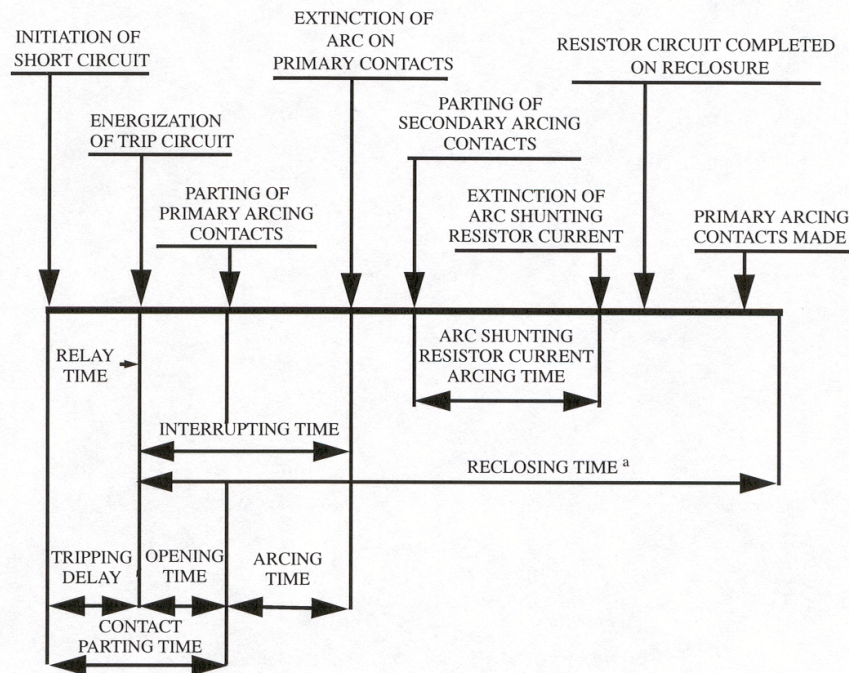 INITIATION OF
SHORT CIRCUIT
ENERGIZATION
OF TRIP CIRCUIT
PARTING OF
PRIMARY ARCING
CONTACTS
EXTINCTION OF
ARC ON
PRIMARY CONTACTS
PARTING OF
SECONDARY ARCING
CONTACTS
EXTINCTION OF
ARC SHUNTING
RESISTOR CURRENT
RESISTOR CIRCUIT COMPLETED
ON RECLOSURE
PRIMARY ARCING
CONTACTS MADE
RELAY
TIME
ARC SHUNTING
RESISTOR CURRENT
ARCING TIME
INTERRUPTING TIME
RECLOSING TIME a
TRIPPING
DELAY
OPENING
TIME
ARCING
TIME
CONTACT
PARTING TIME